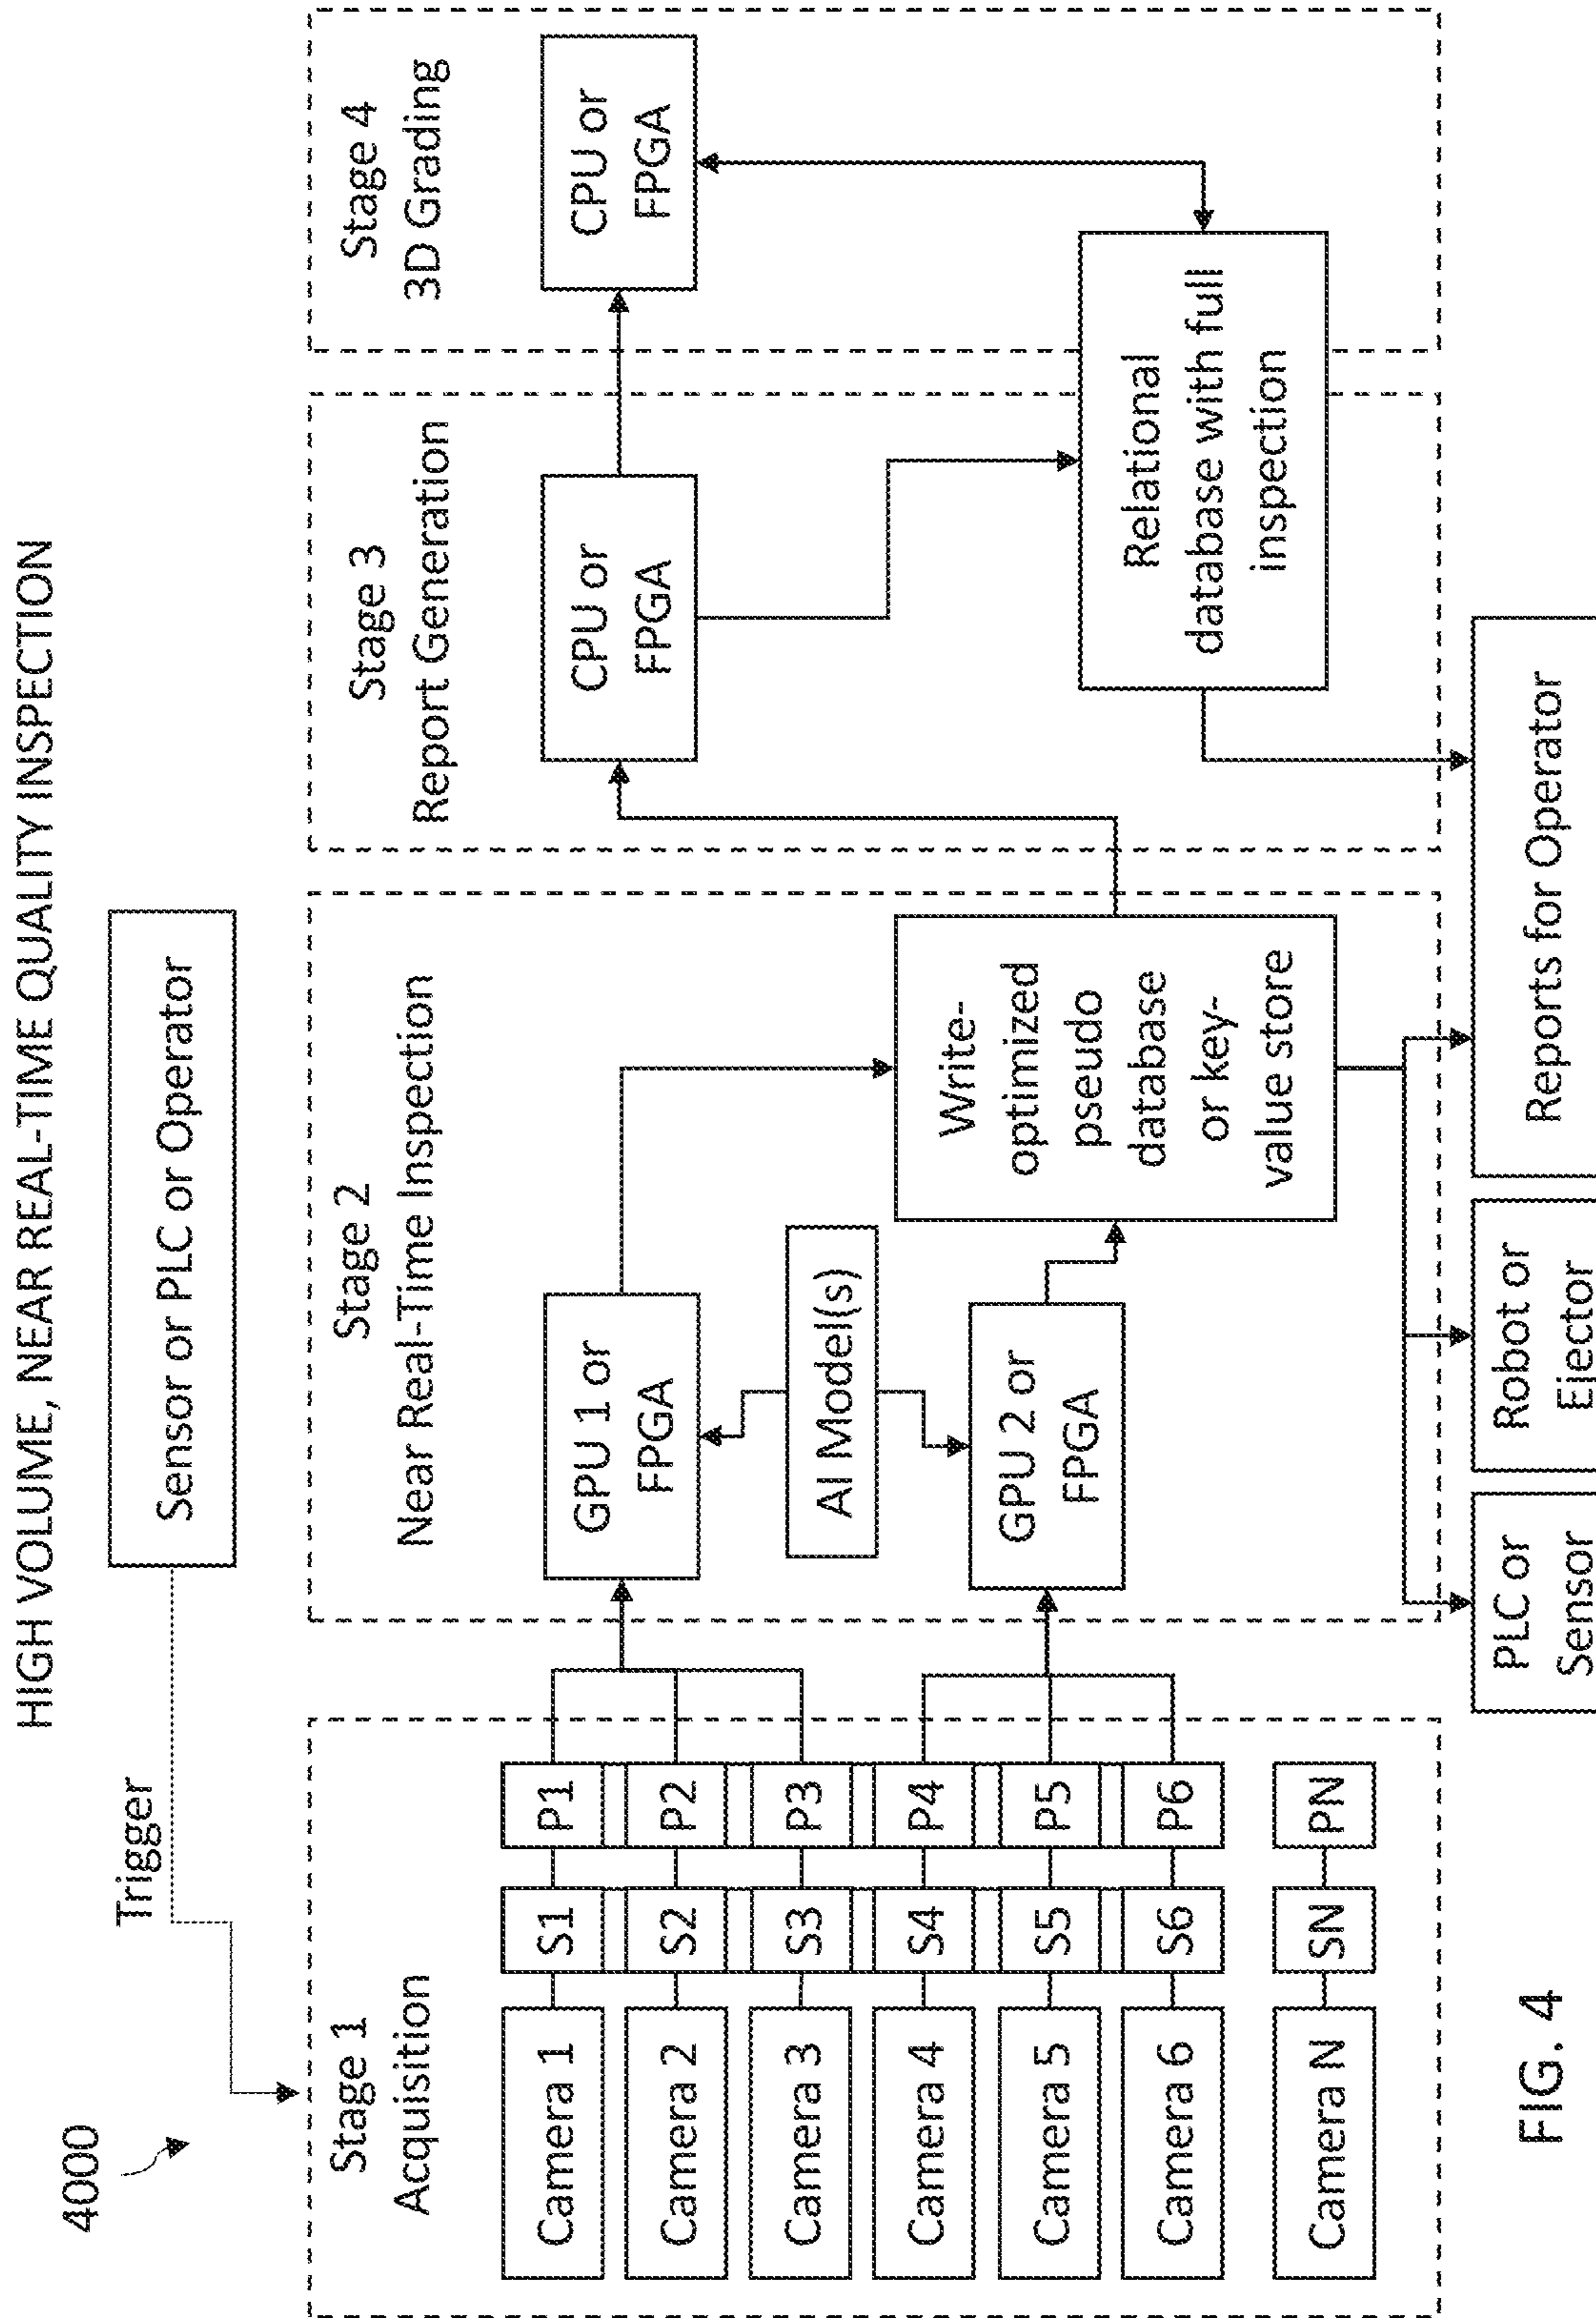 HIGH VOLUME, NEAR REAL-TIME QUALITY INSPECTION
4000
Trigger
Sensor or PLC or Operator
Stage 1
Acquisition
Camera 1
S1
P1
Camera 2
S2
P2
Camera 3
S3
P3
Camera 4
S4
P4
Camera 5
S5
P5
Camera 6
S6
P6
Camera N
SN
PN
Stage 2
Near Real-Time Inspection
GPU 1 or
FPGA
AI Model(s)
GPU 2 or
FPGA
Write-
optimized
pseudo
database
or key-
value store
Stage 3
Report Generation
CPU or
FPGA
Stage 4
3D Grading
CPU or
FPGA
Relational
database with full
inspection
PLC or
Sensor
Robot or
Ejector
Reports for Operator
FIG. 4